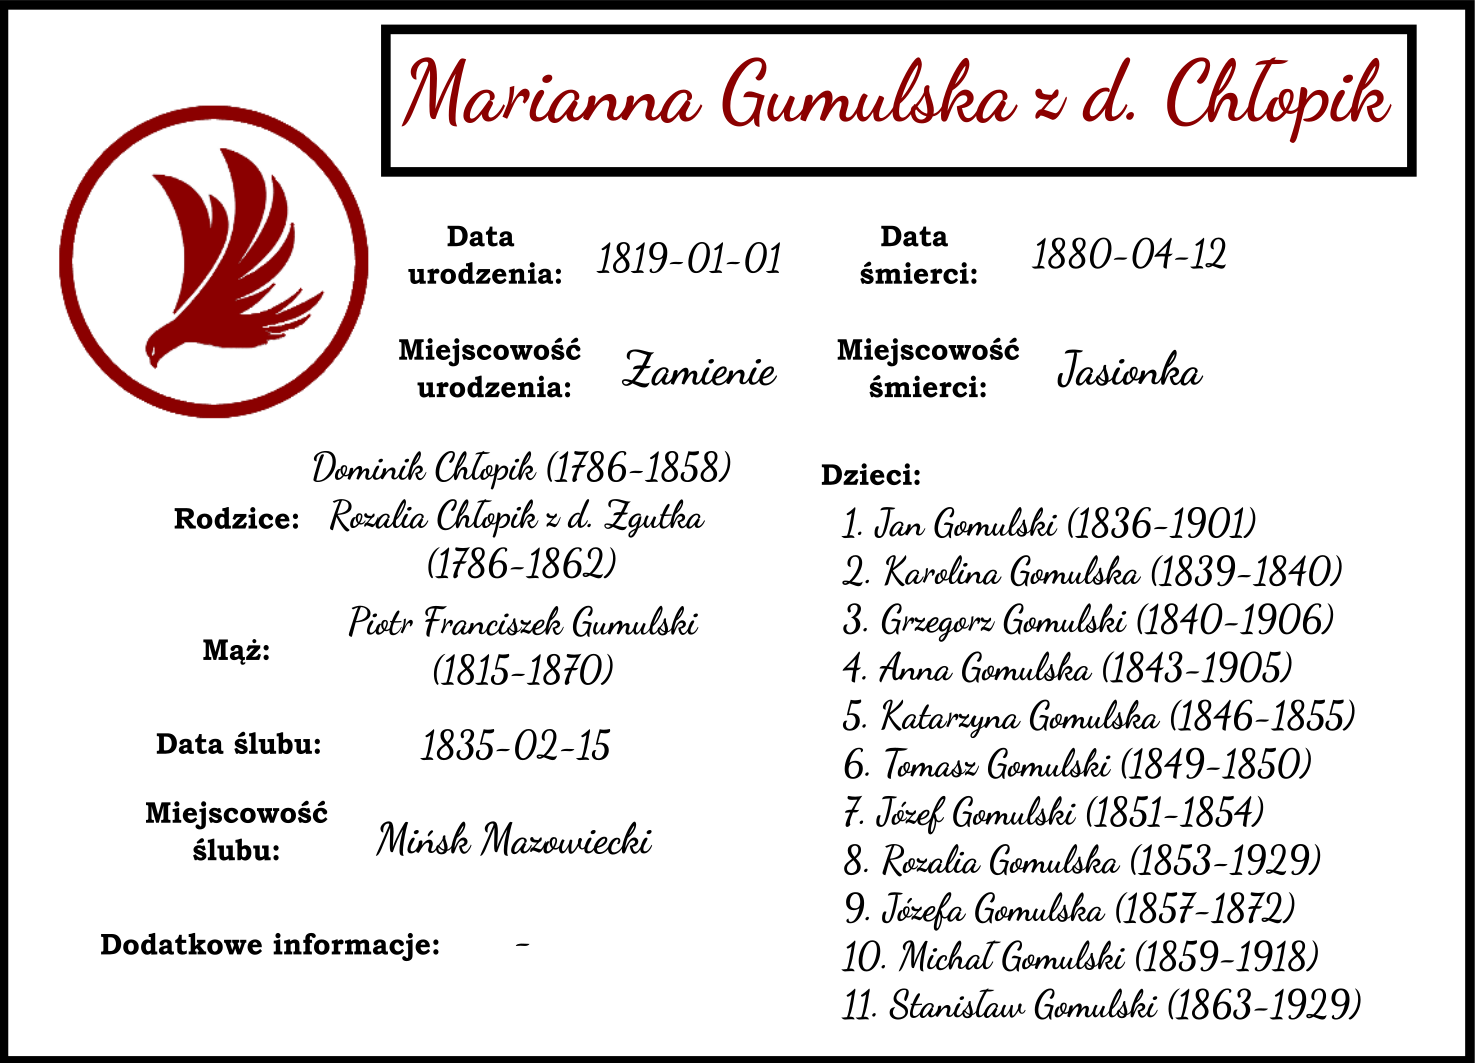 Marianna Gumulska z d. Chłopik
Data
urodzenia:
1819-01-01
Data
śmierci:
1880-04-12
Miejscowość
urodzenia:
Żamienie
Miejscowość
śmierci:
Jasionka
Rodzice:
Dominik Chłopik (1786-1858)
Rozalia Chłopik z d. Żgutka
(1786-1862)
Mąż:
Piotr Franciszek Gumulski
(1815-1870)
Data ślubu:
1835-02-15
Miejscowość
ślubu:
Mińsk Mazowiecki
Dodatkowe informacje:
-
Dzieci:
1. Jan Gomulski (1836-1901)
2. Karolina Gomulska (1839-1840)
3. Grzegorz Gomulski (1840-1906)
4. Anna Gomulska (1843-1905)
5. Katarzyna Gomulska (1846-1855)
6. Tomasz Gomulski (1849-1850)
7. Józef Gomulski (1851-1854)
8. Rozalia Gomulska (1853-1929)
9. Józefa Gomulska (1857-1872)
10. Michał Gomulski (1859-1918)
11. Stanisław Gomulski (1863-1929)